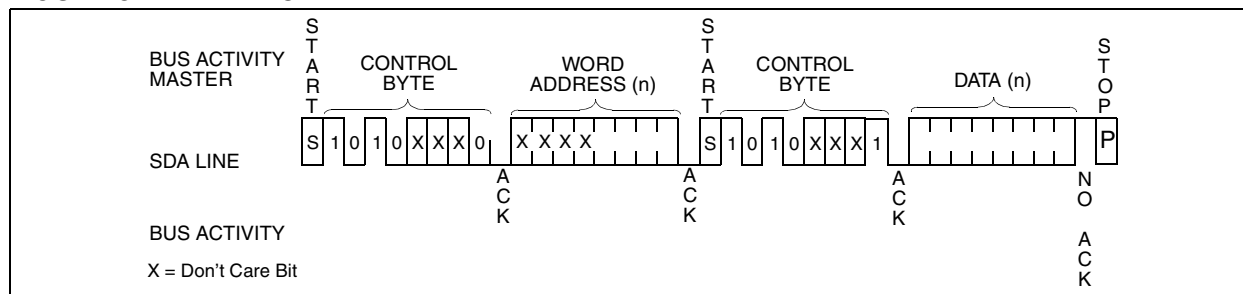 START
BUS ACTIVITY
MASTER
CONTROL
BYTE
WORD
ADDRESS (n)
START
CONTROL
BYTE
DATA (n)
STOP
SDA LINE
S 1 0 1 0 X X X 0
X X X X
S 1 0 1 0 X X X 1
P
ACK
ACK
ACK
NO ACK
BUS ACTIVITY
X = Don't Care Bit